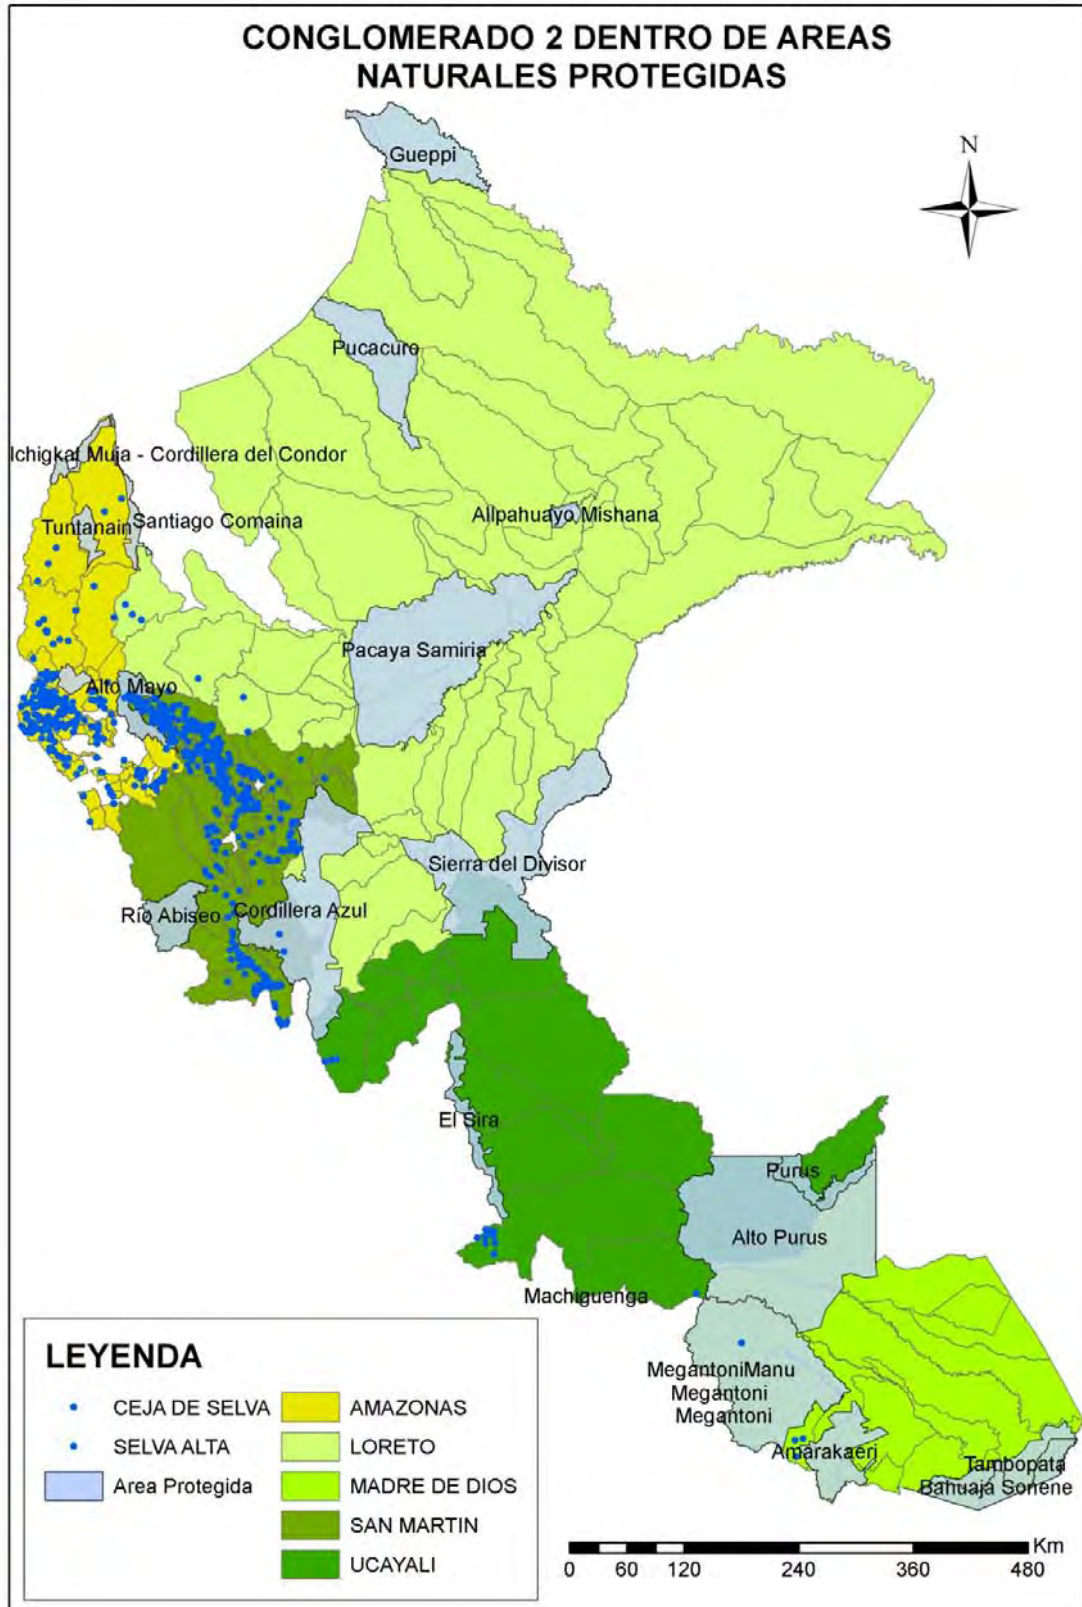 CONGLOMERADO 2 DENTRO DE AREAS
NATURALES PROTEGIDAS
N
Gueppi
Pucacuro
Ichigkat Muja - Cordillera del Condor
Tuntanain
Santiago Comaina
Allpahuayo Mishana
Pacaya Samiria
Alto Mayo
Sierra del Divisor
Río Abiseo
Cordillera Azul
El Sira
Purus
Alto Purus
Machiguenga
MegantoniManu
Megantoni
Megantoni
Amarakaeri
Tambopata
Bahuaja Sonene
LEYENDA
CEJA DE SELVA
SELVA ALTA
Area Protegida
AMAZONAS
LORETO
MADRE DE DIOS
SAN MARTIN
UCAYALI
Km
0 60 120 240 360 480